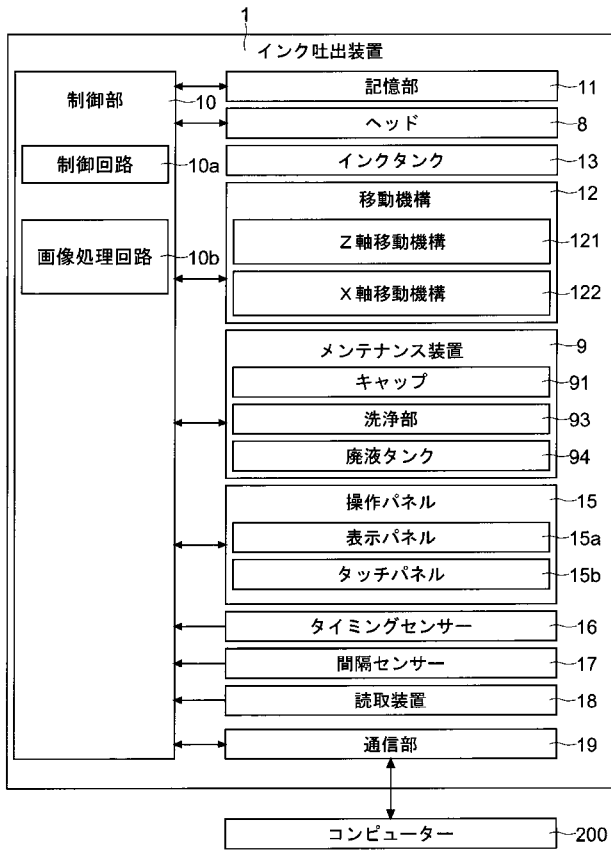 1
インク吐出装置
制御部 10
制御回路 10a
画像処理回路 10b
記憶部 11
ヘッド 8
インクタンク 13
移動機構 12
Z軸移動機構 121
X軸移動機構 122
メンテナンス装置 9
キャップ 91
洗浄部 93
廃液タンク 94
操作パネル 15
表示パネル 15a
タッチパネル 15b
タイミングセンサー 16
間隔センサー 17
読取装置 18
通信部 19
コンピューター 200